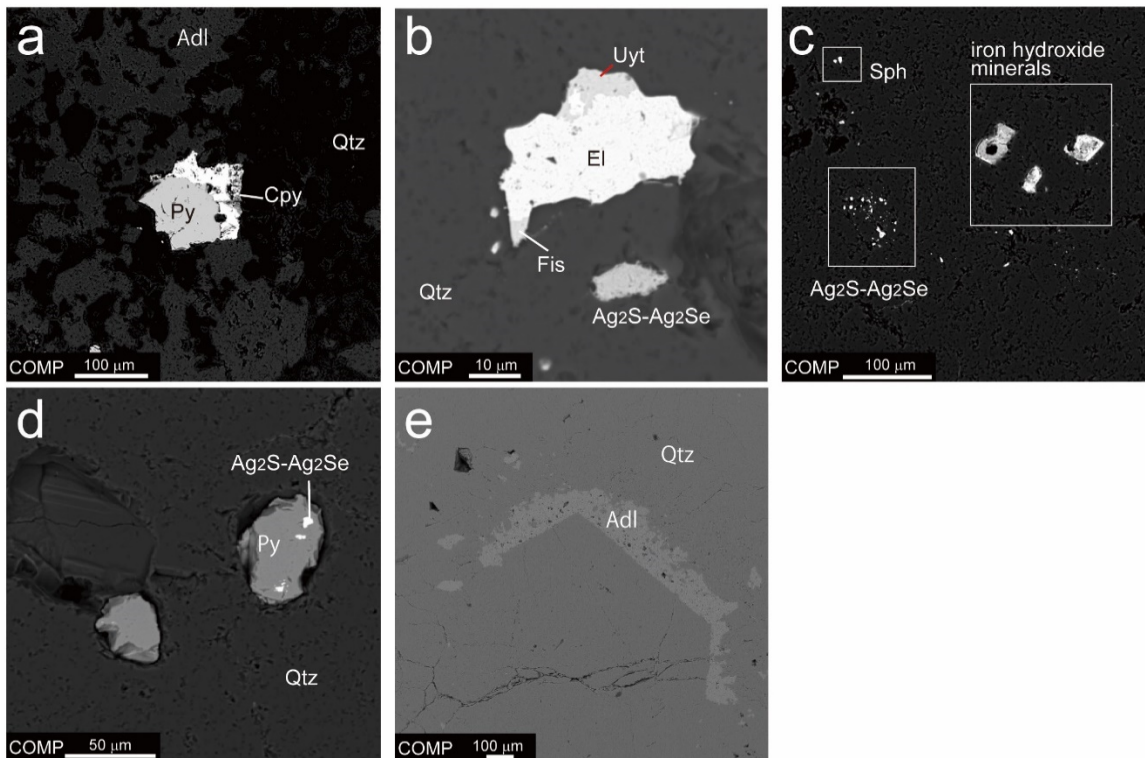 a
Adl
Qtz
Cpy
Py
COMP 100 μm
b
Uyt
El
Fis
Qtz
Ag2S-Ag2Se
COMP 10 μm
c
Sph
iron hydroxide
minerals
Ag2S-Ag2Se
COMP 100 μm
d
Ag2S-Ag2Se
Py
Qtz
COMP 50 μm
e
Qtz
Adl
COMP 100 μm